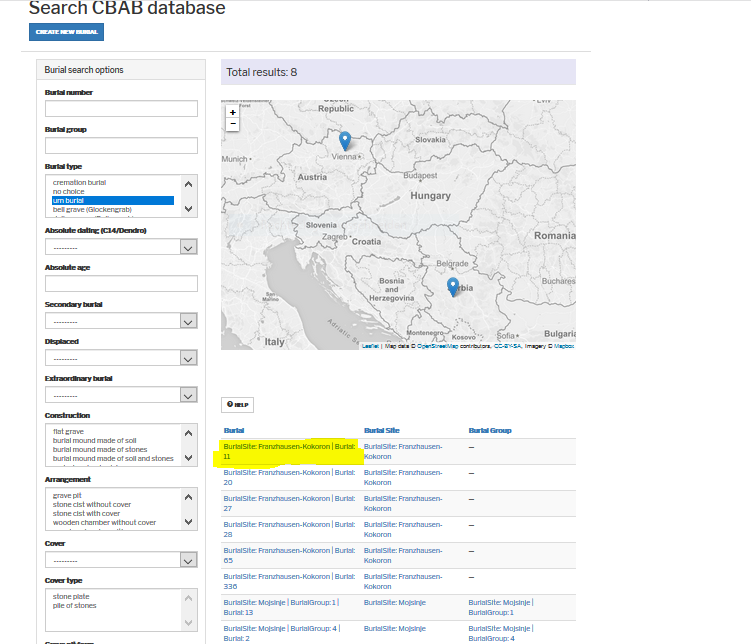 Search CBAB database
CREATE NEW BURIAL
Burial search options
Burial number
Burial group
Burial type
cremation burial
no choice
urn burial
bell grave (Glockengrab)
Absolute dating (C14/Dendro)
---------
Absolute age
Secondary burial
---------
Displaced
---------
Extraordinary burial
---------
Construction
flat grave
burial mound made of soil
burial mound made of stones
burial mound made of soil and stones
Arrangement
grave pit
stone cist without cover
stone cist with cover
wooden chamber without cover
Cover
---------
Cover type
stone plate
pile of stones
Total results: 8
+
−
Republic
Slovakia
Munich
Vienna
Austria
Budapest
Hungary
Slovenia
Zagreb
Croatia
Romania
Belgrade
Bosnia
and
Herzegovina
Serbia
Bucharest
San
Marino
Adriatic Se
Montenegro
Kosovo
Sofia
Bulgaria
Italy
Leaflet | Map data © OpenStreetMap contributors, CC-BY-SA, Imagery © Mapbox
HELP
Burial Burial Site Burial Group
BurialSite: Franzhausen-Kokoron | Burial: BurialSite: Franzhausen- —
11 Kokoron
BurialSite: Franzhausen-Kokoron | Burial: BurialSite: Franzhausen- —
20 Kokoron
BurialSite: Franzhausen-Kokoron | Burial: BurialSite: Franzhausen- —
27 Kokoron
BurialSite: Franzhausen-Kokoron | Burial: BurialSite: Franzhausen- —
28 Kokoron
BurialSite: Franzhausen-Kokoron | Burial: BurialSite: Franzhausen- —
65 Kokoron
BurialSite: Franzhausen-Kokoron | Burial: BurialSite: Franzhausen- —
336 Kokoron
BurialSite: Mojsinje | BurialGroup: 1 | BurialSite: Mojsinje BurialSite: Mojsinje |
Burial: 13 BurialGroup: 1
BurialSite: Mojsinje | BurialGroup: 4 | BurialSite: Mojsinje BurialSite: Mojsinje |
Burial: 2 BurialGroup: 4